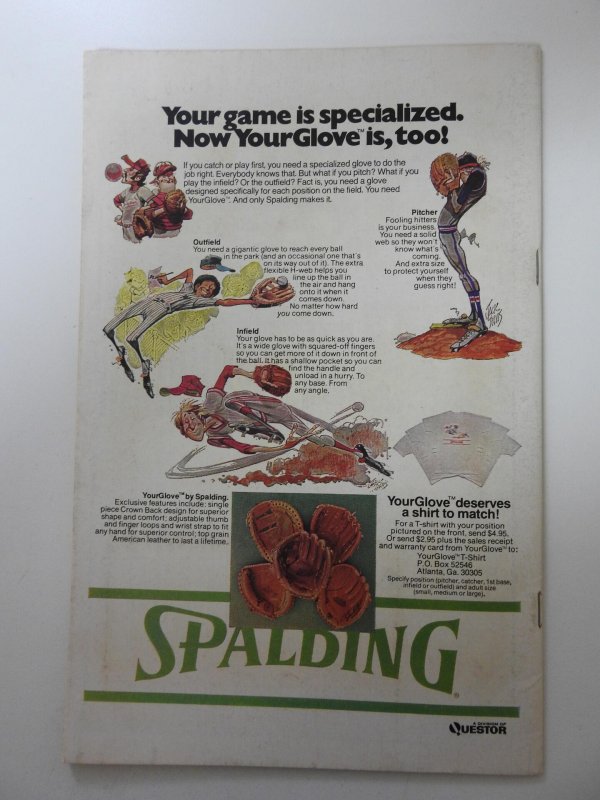 Your game is specialized.
Now YourGlove™ is, too!
If you catch or play first, you need a specialized glove to do the
job right. Everybody knows that. But what if you pitch? What if you
play the infield? Or the outfield? Fact is, you need a glove
designed specifically for each position on the field. You need
YourGlove™. And only Spalding makes it.
Pitcher
Fooling hitters
is your business.
You need a solid
web so they won't
know what's
coming.
And extra size
to protect yourself
when they
guess right!
Outfield
You need a gigantic glove to reach every ball
in the park (and an occasional one that's
on its way out of it). The extra
flexible H-web helps you
line up the ball in
the air and hang
onto it when it
comes down.
No matter how hard
you come down.
Infield
Your glove has to be as quick as you are.
It's a wide glove with squared-off fingers
so you can get more of it down in front of
the ball. It has a shallow pocket so you can
find the handle and
unload in a hurry. To
any base. From
any angle.
YourGlove™ by Spalding.
Exclusive features include: single
piece Crown Back design for superior
shape and comfort; adjustable thumb
and finger loops and wrist strap to fit
any hand for superior control; top grain
American leather to last a lifetime.
YourGlove™ deserves
a shirt to match!
For a T-shirt with your position
pictured on the front, send $4.95.
Or send $2.95 plus the sales receipt
and warranty card from YourGlove™ to:
YourGlove™ T-Shirt
P.O. Box 52546
Atlanta, Ga. 30305
Specify position (pitcher, catcher, 1st base,
infield or outfield) and adult size
(small, medium or large).
SPALDING®
A DIVISION OF
QUESTOR